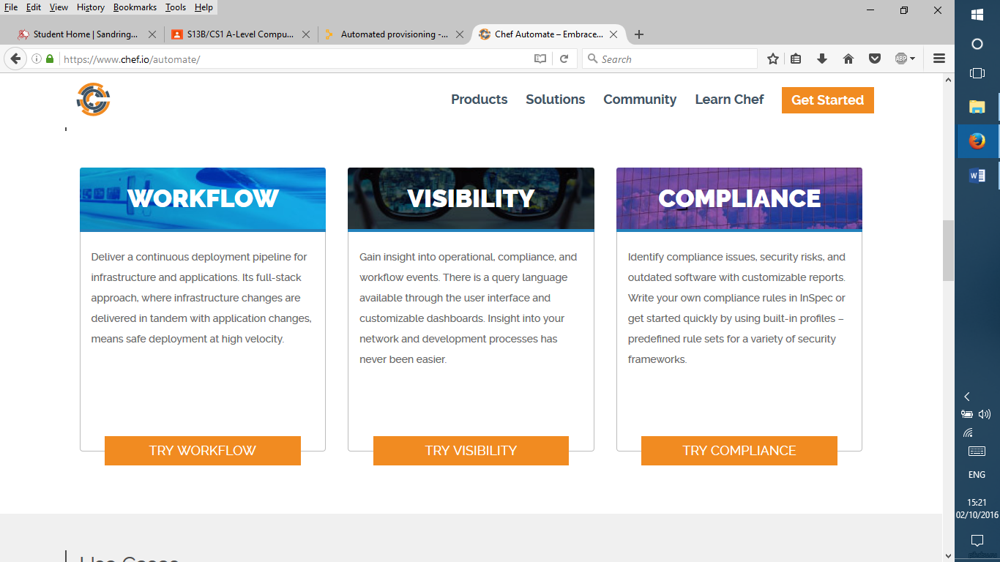 File Edit View History Bookmarks Tools Help
Student Home | Sandring...
S13B/CS1 A-Level Compu...
Automated provisioning -...
Chef Automate – Embrace...
https://www.chef.io/automate/
Search
ABP
Products Solutions Community Learn Chef Get Started
WORKFLOW
Deliver a continuous deployment pipeline for
infrastructure and applications. Its full-stack
approach, where infrastructure changes are
delivered in tandem with application changes,
means safe deployment at high velocity.
TRY WORKFLOW
VISIBILITY
Gain insight into operational, compliance, and
workflow events. There is a query language
available through the user interface and
customizable dashboards. Insight into your
network and development processes has
never been easier.
TRY VISIBILITY
COMPLIANCE
Identify compliance issues, security risks, and
outdated software with customizable reports.
Write your own compliance rules in InSpec or
get started quickly by using built-in profiles –
predefined rule sets for a variety of security
frameworks.
TRY COMPLIANCE
Use Cases
ENG
15:21
02/10/2016